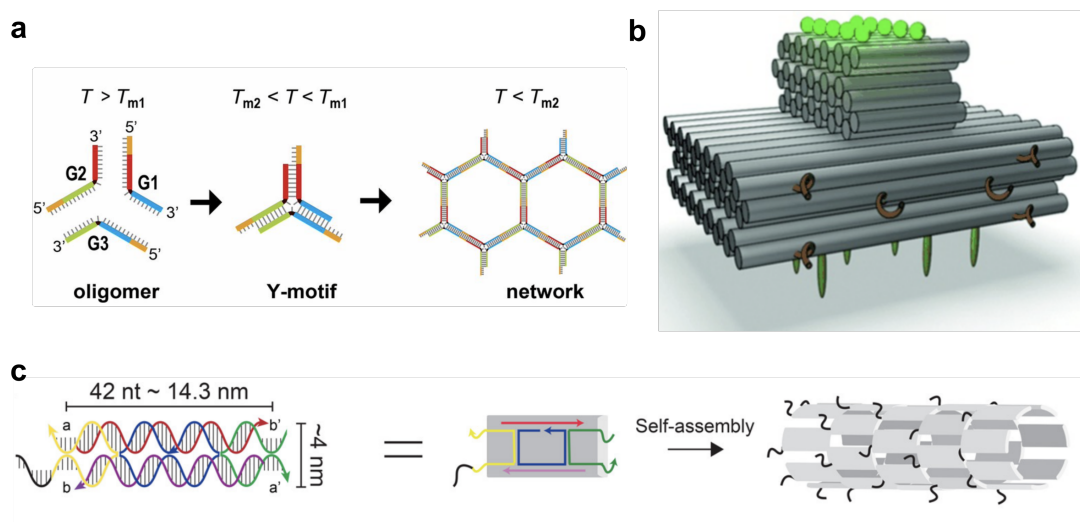 a
b
T > Tm1
Tm2 < T < Tm1
T < Tm2
3’
5’
G2
G1
5’
3’
G3
3’
5’
oligomer
Y-motif
network
c
42 nt ~ 14.3 nm
a
b’
~4 nm
b
a’
Self-assembly